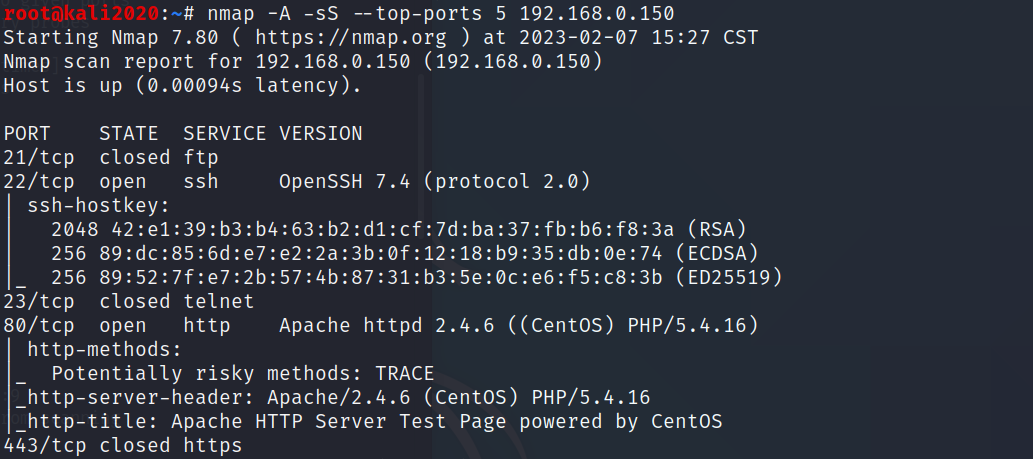 root@kali2020:~# nmap -A -sS --top-ports 5 192.168.0.150
Starting Nmap 7.80 ( https://nmap.org ) at 2023-02-07 15:27 CST
Nmap scan report for 192.168.0.150 (192.168.0.150)
Host is up (0.00094s latency).
PORT    STATE  SERVICE VERSION
21/tcp  closed ftp
22/tcp  open   ssh     OpenSSH 7.4 (protocol 2.0)
| ssh-hostkey:
|   2048 42:e1:39:b3:b4:63:b2:d1:cf:7d:ba:37:fb:b6:f8:3a (RSA)
|   256 89:dc:85:6d:e7:e2:2a:3b:0f:12:18:b9:35:db:0e:74 (ECDSA)
|_  256 89:52:7f:e7:2b:57:4b:87:31:b3:5e:0c:e6:f5:c8:3b (ED25519)
23/tcp  closed telnet
80/tcp  open   http    Apache httpd 2.4.6 ((CentOS) PHP/5.4.16)
| http-methods:
|_  Potentially risky methods: TRACE
|_http-server-header: Apache/2.4.6 (CentOS) PHP/5.4.16
|_http-title: Apache HTTP Server Test Page powered by CentOS
443/tcp closed https